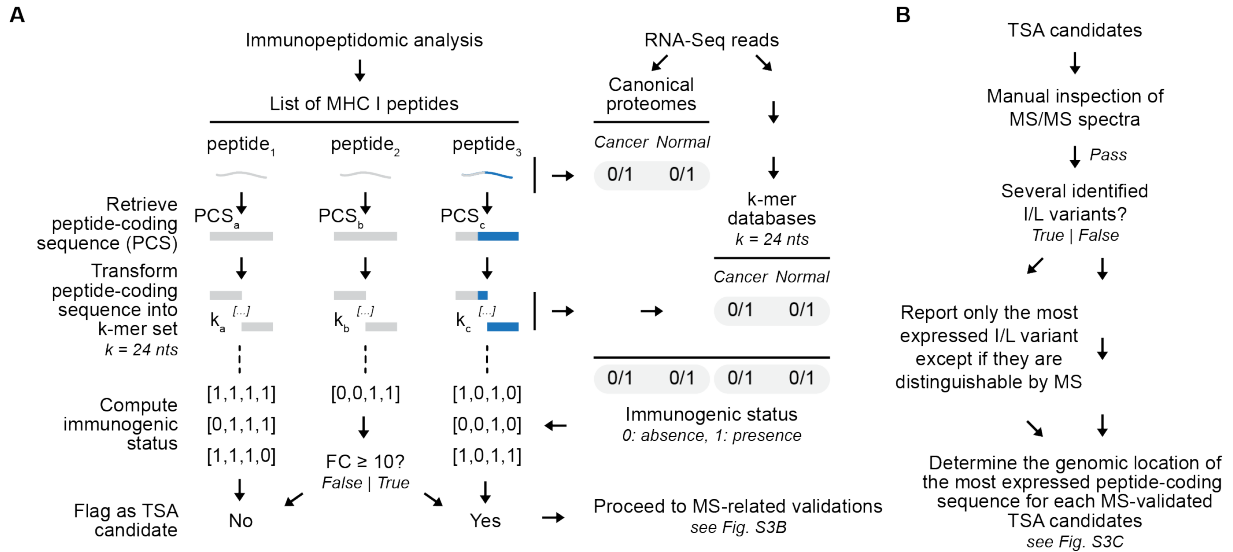 A
Immunopeptidomic analysis
List of MHC I peptides
peptide1
peptide2
peptide3
RNA-Seq reads
Canonical
proteomes
Cancer Normal
0/1 0/1
k-mer
databases
k = 24 nts
Cancer Normal
0/1 0/1
Retrieve
peptide-coding
sequence (PCS)
PCSa
PCSb
PCSc
Transform
peptide-coding
sequence into
k-mer set
k = 24 nts
ka
[...]
kb
[...]
kc
[...]
0/1 0/1 0/1 0/1
Immunogenic status
0: absence, 1: presence
Compute
immunogenic
status
[1,1,1,1]
[0,1,1,1]
[1,1,1,0]
[0,0,1,1]
FC ≥ 10?
False | True
[1,0,1,0]
[0,0,1,0]
[1,0,1,1]
Flag as TSA
candidate
No
Yes
Proceed to MS-related validations
see Fig. S3B
B
TSA candidates
Manual inspection of
MS/MS spectra
Pass
Several identified
I/L variants?
True | False
Report only the most
expressed I/L variant
except if they are
distinguishable by MS
Determine the genomic location of
the most expressed peptide-coding
sequence for each MS-validated
TSA candidates
see Fig. S3C